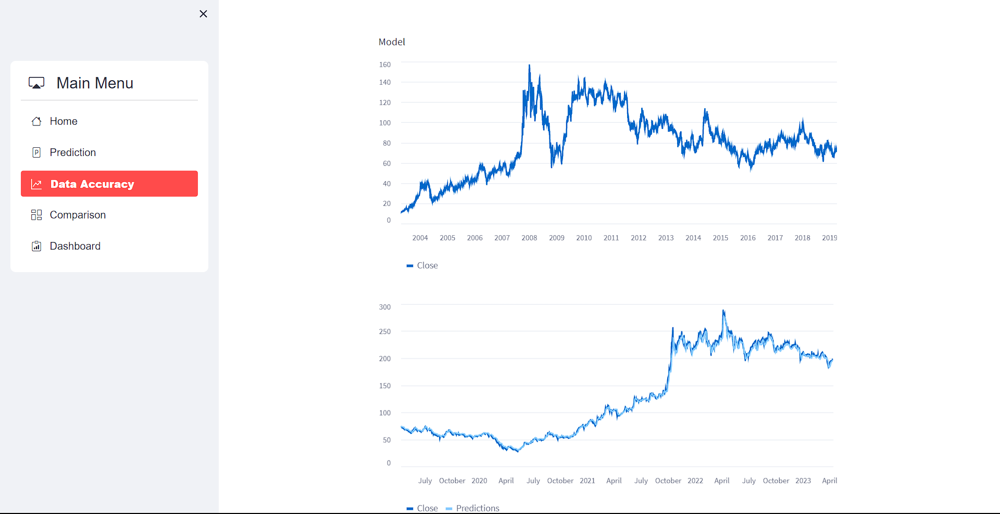 Main Menu
Home
P Prediction
Data Accuracy
Comparison
Dashboard
Model
160
140
120
100
80
60
40
20
0
2004 2005 2006 2007 2008 2009 2010 2011 2012 2013 2014 2015 2016 2017 2018 2019
Close
300
250
200
150
100
50
0
July October 2020 April July October 2021 April July October 2022 April July October 2023 April
Close Predictions